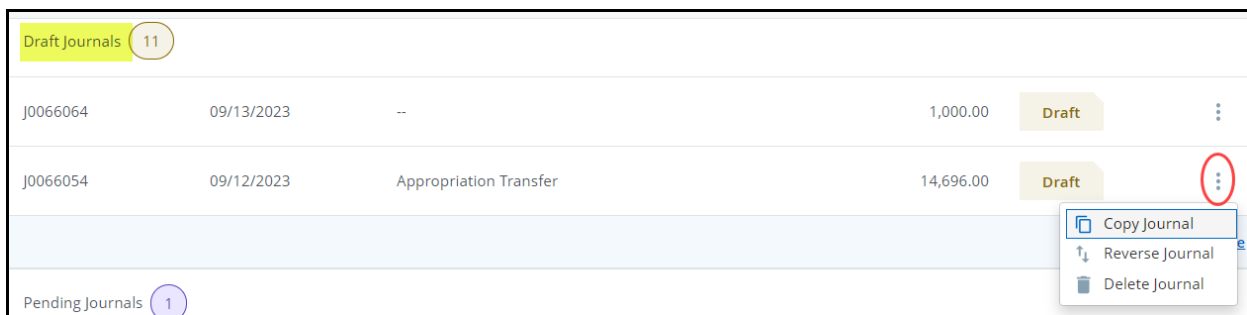 Draft Journals 11
J0066064 09/13/2023 -- 1,000.00 Draft
J0066054 09/12/2023 Appropriation Transfer 14,696.00 Draft
Copy Journal
Reverse Journal
Delete Journal
Pending Journals 1